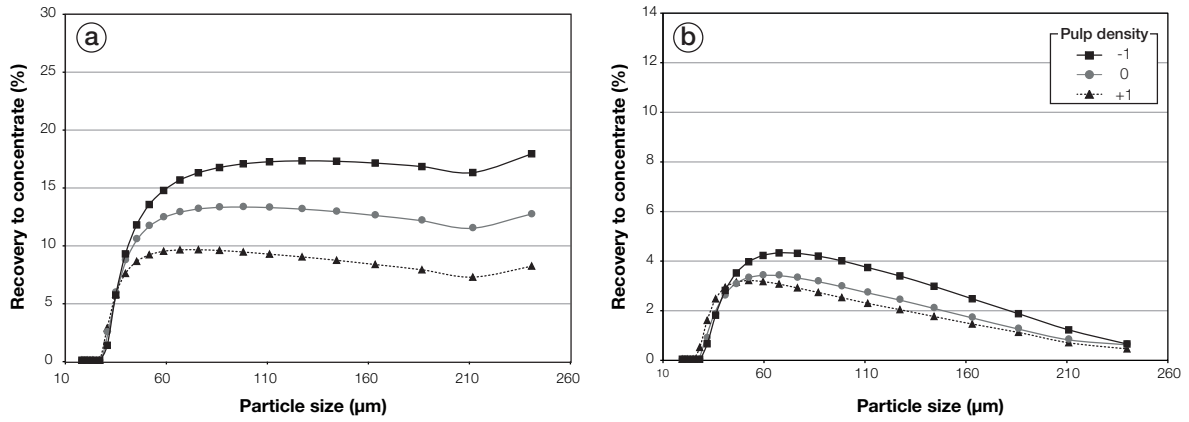 a
Recovery to concentrate (%)
30
25
20
15
10
5
0
10 60 110 160 210 260
Particle size (µm)
b
Recovery to concentrate (%)
14
12
10
8
6
4
2
0
10 60 110 160 210 260
Particle size (µm)
Pulp density
-1
0
+1